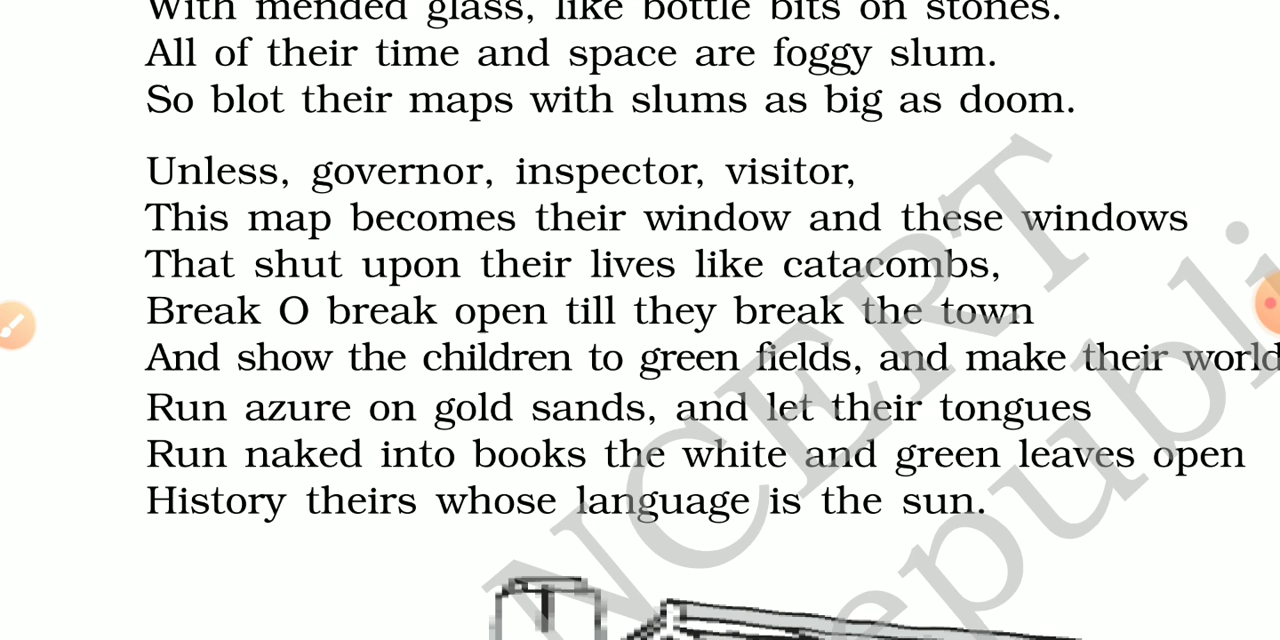 With mended glass, like bottle bits on stones.
All of their time and space are foggy slum.
So blot their maps with slums as big as doom.
Unless, governor, inspector, visitor,
This map becomes their window and these windows
That shut upon their lives like catacombs,
Break O break open till they break the town
And show the children to green fields, and make their world
Run azure on gold sands, and let their tongues
Run naked into books the white and green leaves open
History theirs whose language is the sun.
NCERT
republi